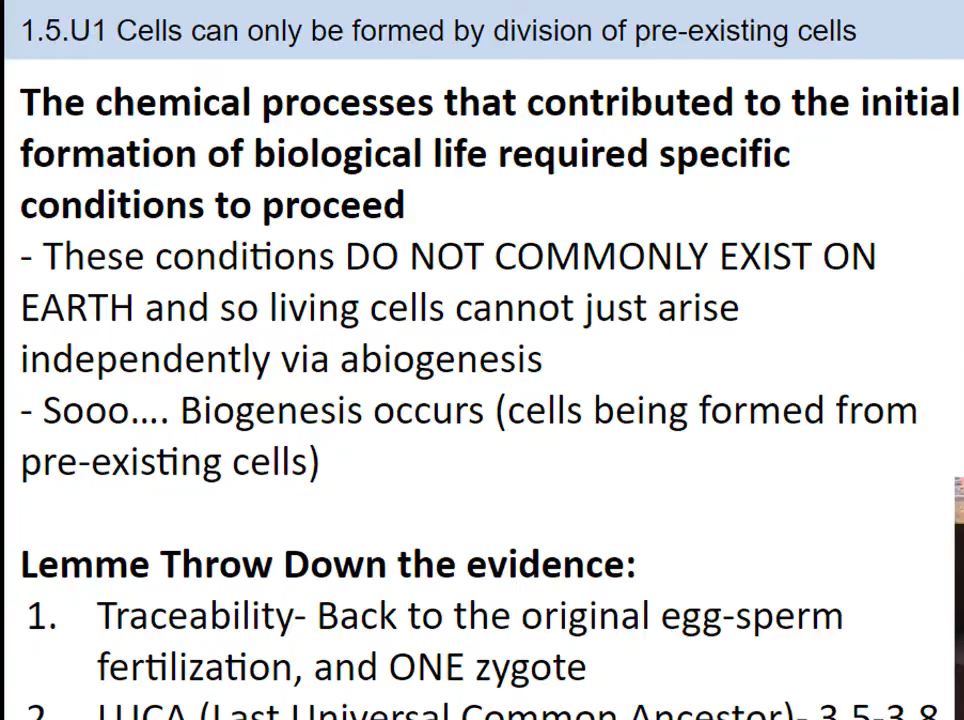 1.5.U1 Cells can only be formed by division of pre-existing cells
The chemical processes that contributed to the initial
formation of biological life required specific
conditions to proceed
- These conditions DO NOT COMMONLY EXIST ON
EARTH and so living cells cannot just arise
independently via abiogenesis
- Sooo.... Biogenesis occurs (cells being formed from
pre-existing cells)
Lemme Throw Down the evidence:
1. Traceability- Back to the original egg-sperm
fertilization, and ONE zygote
2. LUCA (Last Universal Common Ancestor)- 3.5-3.8